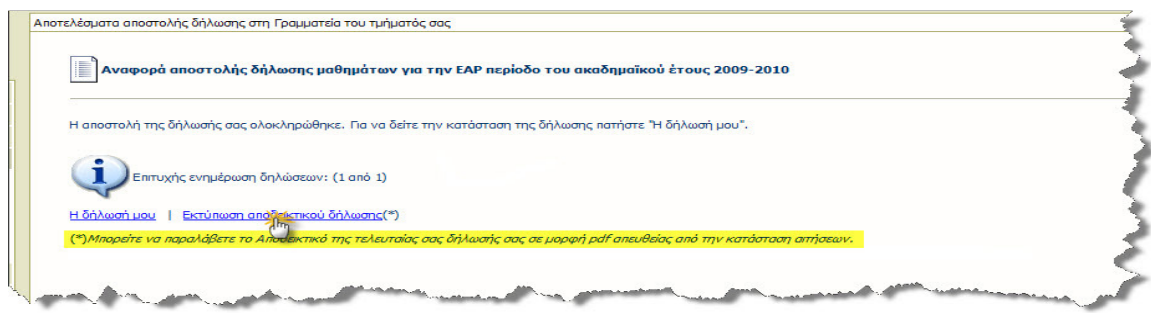 Αποτελέσματα αποστολής δήλωσης στη Γραμματεία του τμήματός σας
Αναφορά αποστολής δήλωσης μαθημάτων για την ΕΑΡ περίοδο του ακαδημαϊκού έτους 2009-2010
Η αποστολή της δήλωσής σας ολοκληρώθηκε. Για να δείτε την κατάσταση της δήλωσης πατήστε "Η δήλωσή μου".
Επιτυχής ενημέρωση δηλώσεων: (1 από 1)
Η δήλωσή μου | Εκτύπωση αποδεικτικού δήλωσης(*)
(*)Μπορείτε να παραλάβετε το Αποδεικτικό της τελευταίας σας δήλωσής σας σε μορφή pdf απευθείας από την κατάσταση αιτήσεων.